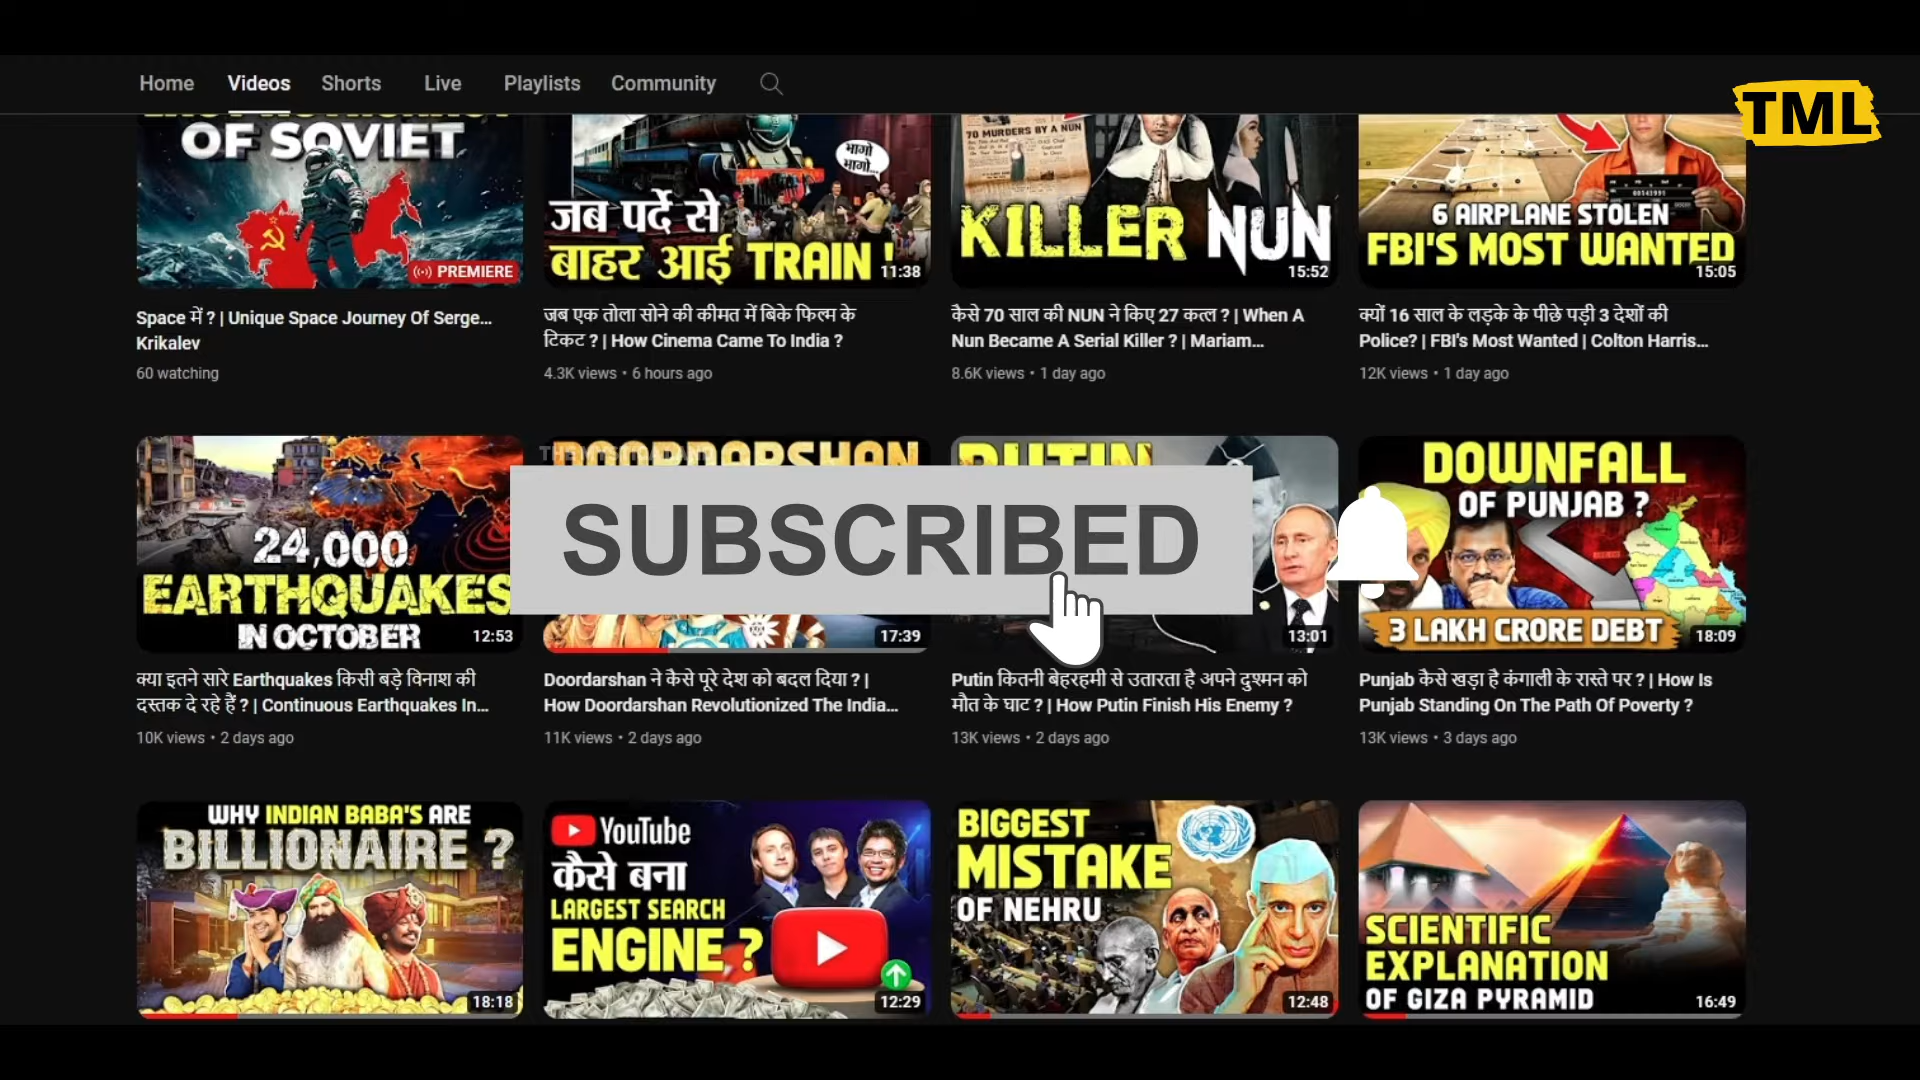 Home Videos Shorts Live Playlists Community
TML
OF SOVIET
PREMIERE
Space में ? | Unique Space Journey Of Serge...
Krikalev
60 watching
भागो
भागो...
जब पर्दे से
बाहर आई TRAIN !
11:38
जब एक तोला सोने की कीमत में बिके फिल्म के
टिकट ? | How Cinema Came To India ?
4.3K views • 6 hours ago
70 MURDERS BY A NUN
KILLER NUN
15:52
कैसे 70 साल की NUN ने किए 27 कत्ल ? | When A
Nun Became A Serial Killer ? | Mariam...
8.6K views • 1 day ago
6 AIRPLANE STOLEN
FBI'S MOST WANTED
15:05
क्यों 16 साल के लड़के के पीछे पड़ी 3 देशों की
Police? | FBI's Most Wanted | Colton Harris...
12K views • 1 day ago
24,000
EARTHQUAKES
IN OCTOBER
12:53
क्या इतने सारे Earthquakes किसी बड़े विनाश की
दस्तक दे रहे हैं ? | Continuous Earthquakes In...
10K views • 2 days ago
DOORDARSHAN
SUBSCRIBED
17:39
Doordarshan ने कैसे पूरे देश को बदल दिया ? |
How Doordarshan Revolutionized The India...
11K views • 2 days ago
PUTIN
13:01
Putin कितनी बेहरहमी से उतारता है अपने दुश्मन को
मौत के घाट ? | How Putin Finish His Enemy ?
13K views • 2 days ago
DOWNFALL
OF PUNJAB ?
3 LAKH CRORE DEBT
18:09
Punjab कैसे खड़ा है कंगाली के रास्ते पर ? | How Is
Punjab Standing On The Path Of Poverty ?
13K views • 3 days ago
WHY INDIAN BABA'S ARE
BILLIONAIRE ?
18:18
YouTube
कैसे बना
LARGEST SEARCH
ENGINE ?
12:29
BIGGEST
MISTAKE
OF NEHRU
12:48
SCIENTIFIC
EXPLANATION
OF GIZA PYRAMID
16:49